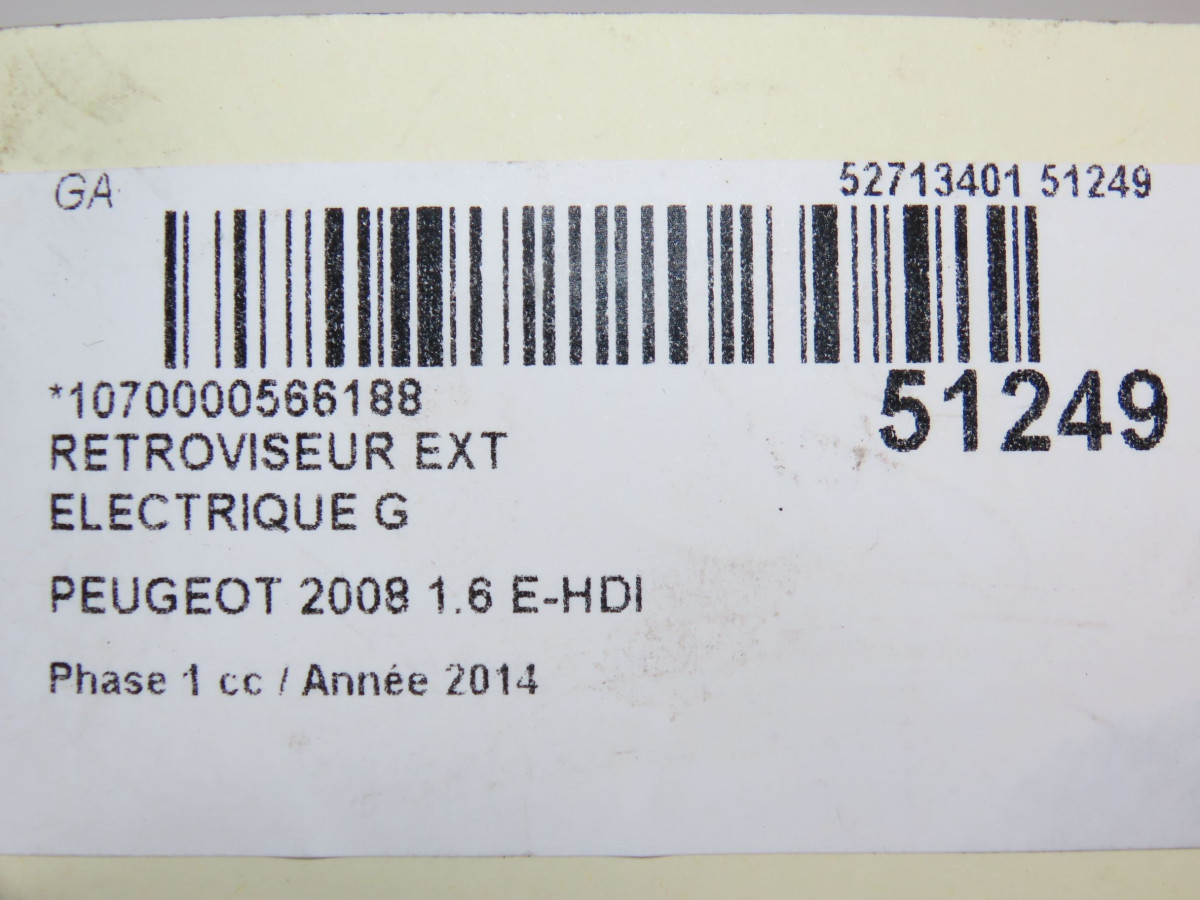 GA
52713401 51249
*1070000566188
51249
RETROVISEUR EXT
ELECTRIQUE G
PEUGEOT 2008 1.6 E-HDI
Phase 1 cc / Année 2014